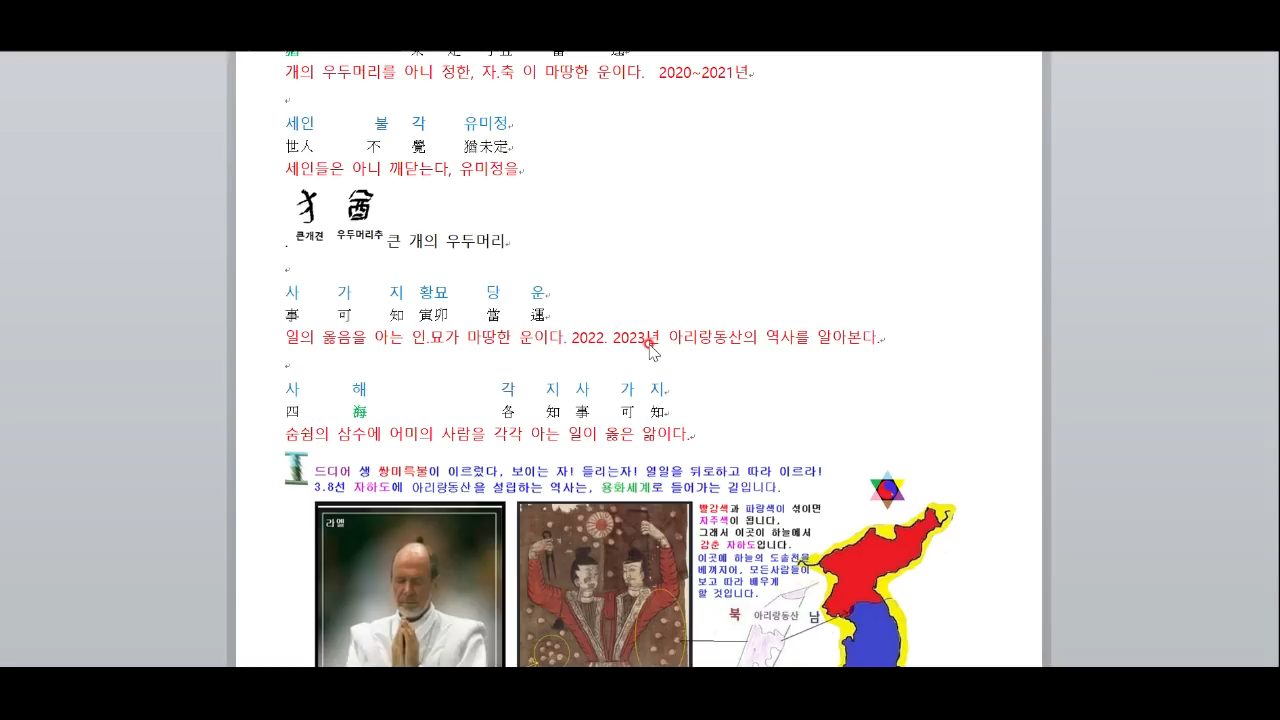 개의 우두머리를 아니 정한, 자.축 이 마땅한 운이다. 2020~2021년
세인 불 각 유미정
世人 不 覺 猶未定
세인들은 아니 깨닫는다, 유미정을
큰개견 우두머리추
. 큰 개의 우두머리
사 가 지 황묘 당 운
事 可 知 寅卯 當 運
일의 옳음을 아는 인.묘가 마땅한 운이다. 2022. 2023년 아리랑동산의 역사를 알아본다.
사 해 각 지 사 가 지
四 海 各 知 事 可 知
숨쉼의 삼수에 어미의 사람을 각각 아는 일이 옳은 앎이다.
드디어 생 쌍미륵불이 이르렀다, 보이는 자! 들리는자! 열일을 뒤로하고 따라 이르라!
3.8선 자하도에 아리랑동산을 설립하는 역사는, 용화세계로 들어가는 길입니다.
라엘
빨강색과 파랑색이 섞이면
자주색이 됩니다,
그래서 이곳이 하늘에서
감춘 자하도입니다.
이곳에 하늘의 도솔천을
베껴지어, 모든사람들이
보고 따라 배우게
할 것입니다.
북 아리랑동산 남